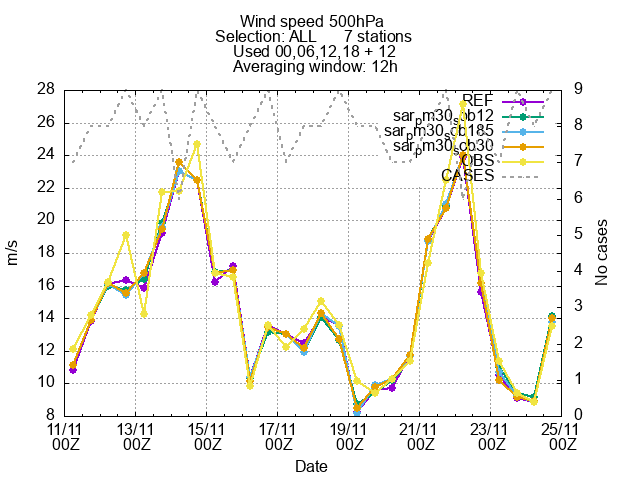 Wind speed 500hPa
Selection: ALL 7 stations
Used 00,06,12,18 + 12
Averaging window: 12h
28 9
REF
sarpm30scb12
26
8
sarpm30scb185
24
sarpm30scb30
OBS
7
CASES
22
6
20
5
18
m/s
No cases
4
16
3
14
2
12
1
10
8 0
11/11 13/11 15/11 17/11 19/11 21/11 23/11 25/11
00Z 00Z 00Z 00Z 00Z 00Z 00Z 00Z
Date